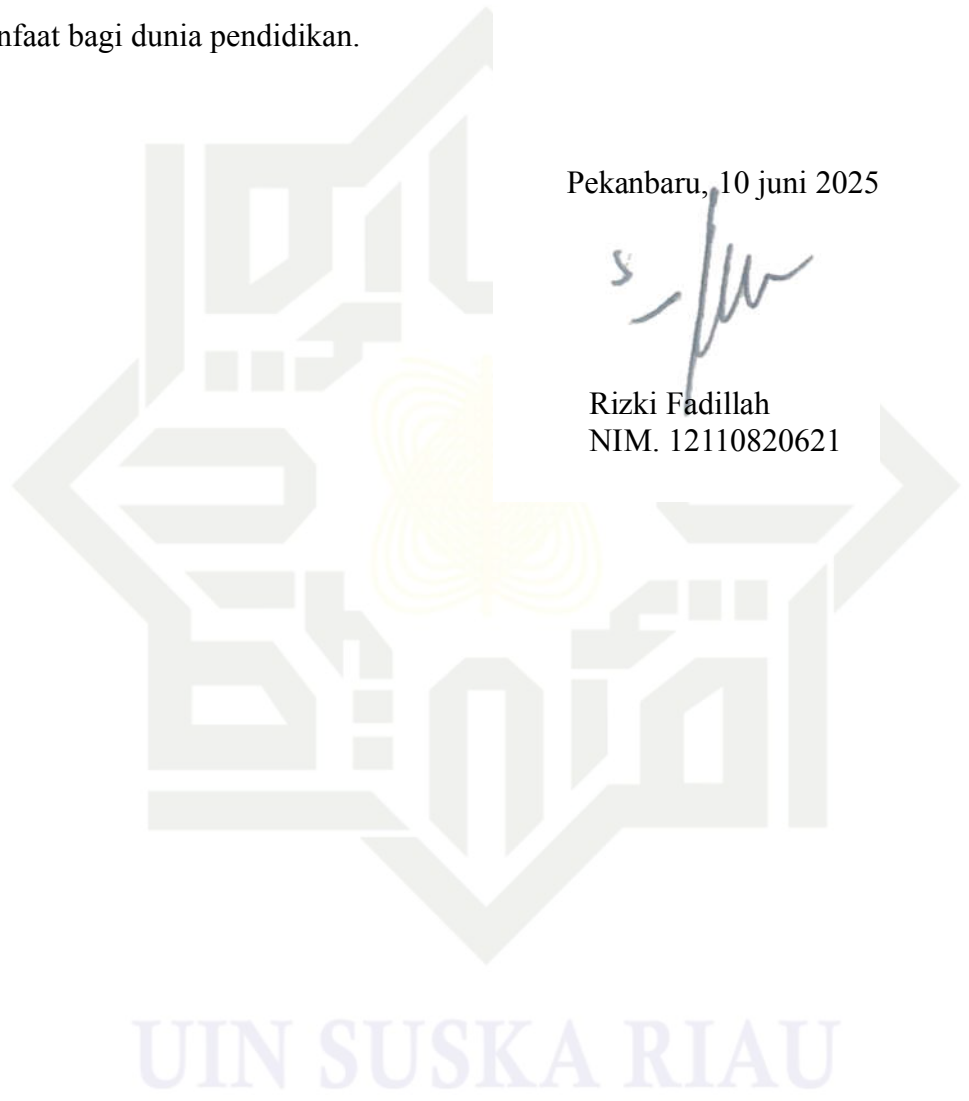 nfaat bagi dunia pendidikan.
Pekanbaru, 10 juni 2025
Rizki Fadillah
NIM. 12110820621
UIN SUSKA RIAU